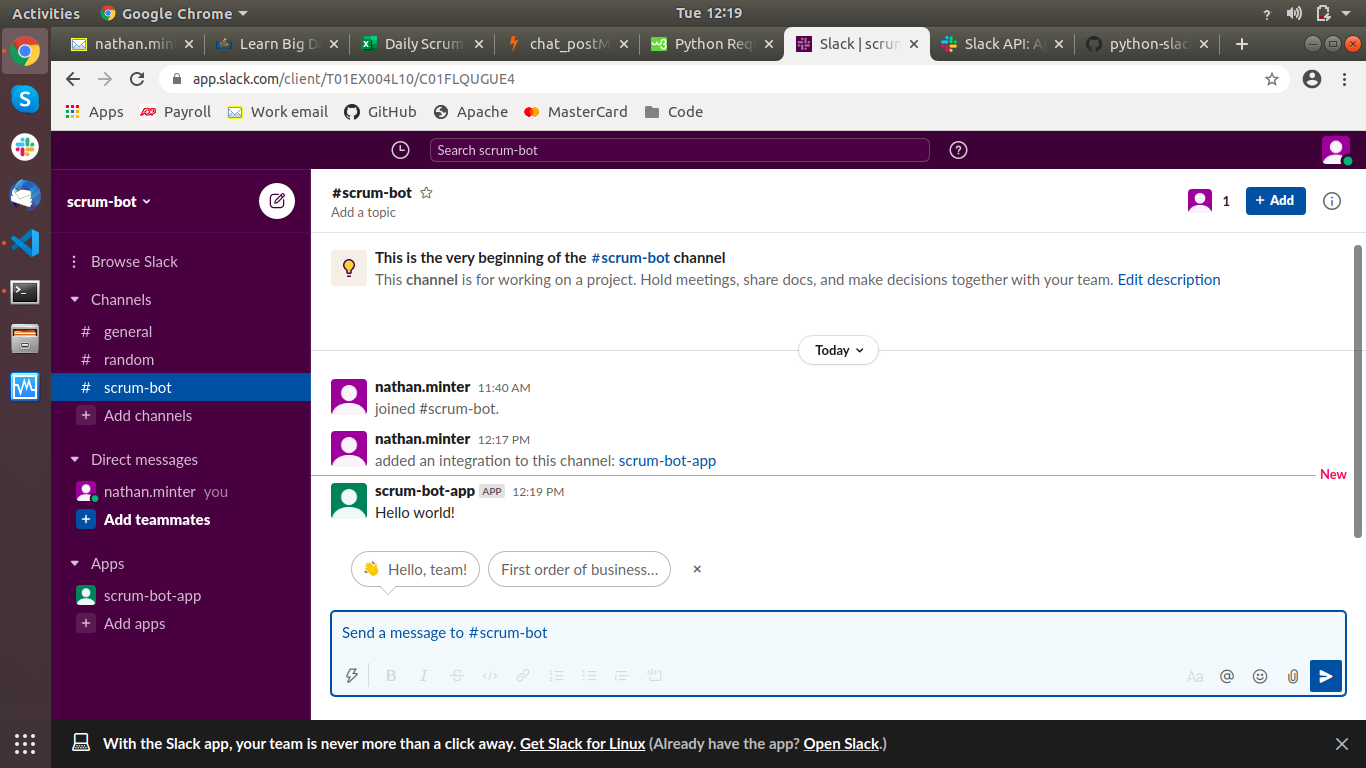 Activities Google Chrome Tue 12:19
nathan.min Learn Big D Daily Scrum chat_postM Python Req Slack | scrum Slack API: A python-slac
app.slack.com/client/T01EX004L10/C01FLQUGUE4
Apps Payroll Work email GitHub Apache MasterCard Code
Search scrum-bot
scrum-bot
Browse Slack
Channels
# general
# random
# scrum-bot
+ Add channels
Direct messages
nathan.minter you
+ Add teammates
Apps
scrum-bot-app
+ Add apps
#scrum-bot
Add a topic
1 + Add
This is the very beginning of the #scrum-bot channel
This channel is for working on a project. Hold meetings, share docs, and make decisions together with your team. Edit description
Today
nathan.minter 11:40 AM
joined #scrum-bot.
nathan.minter 12:17 PM
added an integration to this channel: scrum-bot-app
New
scrum-bot-app APP 12:19 PM
Hello world!
Hello, team! First order of business...
Send a message to #scrum-bot
B I S Aa @
With the Slack app, your team is never more than a click away. Get Slack for Linux (Already have the app? Open Slack.)